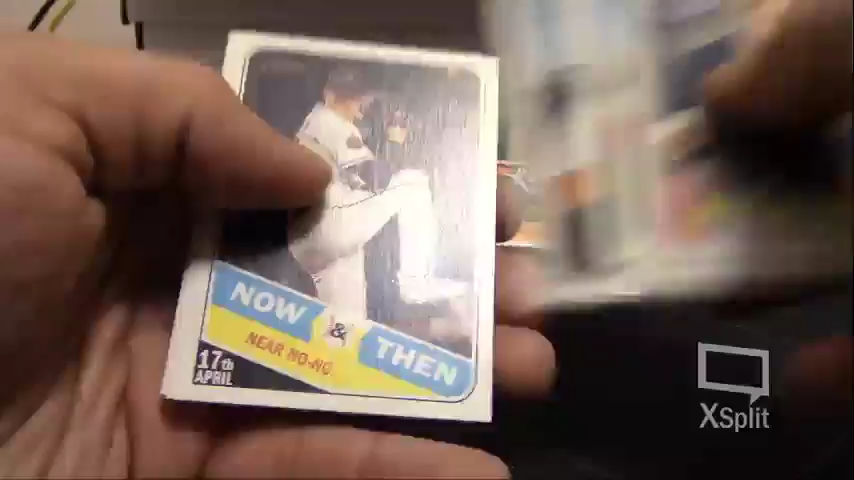 NOW & THEN
NEAR NO-NO
17th
APRIL
XSplit